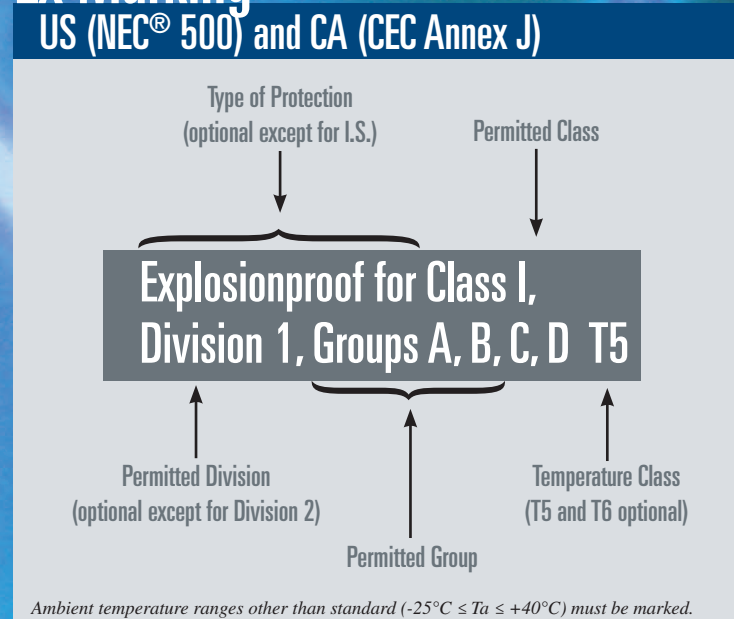 Ex Marking
US (NEC® 500) and CA (CEC Annex J)
Type of Protection
(optional except for I.S.)
Permitted Class
Explosionproof for Class I,
Division 1, Groups A, B, C, D T5
Permitted Division
(optional except for Division 2)
Temperature Class
(T5 and T6 optional)
Permitted Group
Ambient temperature ranges other than standard (-25°C ≤ Ta ≤ +40°C) must be marked.